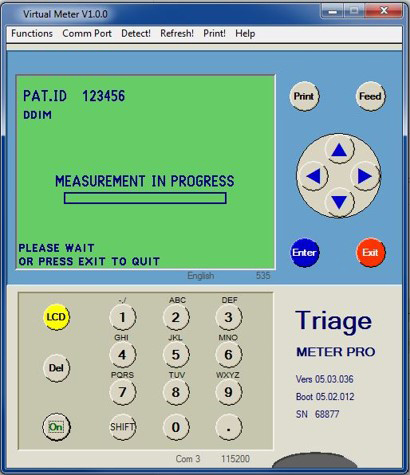 Virtual Meter V1.0.0
Functions Comm Port Detect! Refresh! Print! Help
PAT.ID 123456
DDIM
MEASUREMENT IN PROGRESS
PLEASE WAIT
OR PRESS EXIT TO QUIT
English 535
Print Feed
Enter Exit
-./ ABC DEF
LCD 1 2 3
GHI JKL MNO
Del 4 5 6
PQRS TUV WXYZ
7 8 9
On SHIFT 0 .
Triage
METER PRO
Vers 05.03.036
Boot 05.02.012
SN 68877
Com 3 115200